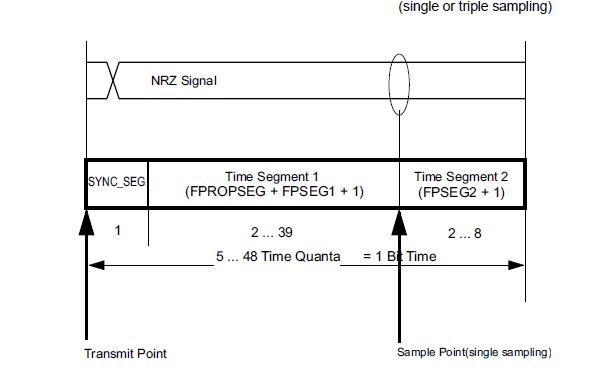 (single or triple sampling)
NRZ Signal
SYNC_SEG
Time Segment 1
(FPROPSEG + FPSEG1 + 1)
Time Segment 2
(FPSEG2 + 1)
1
2 ... 39
2 ... 8
5 ... 48 Time Quanta = 1 Bit Time
Transmit Point
Sample Point(single sampling)